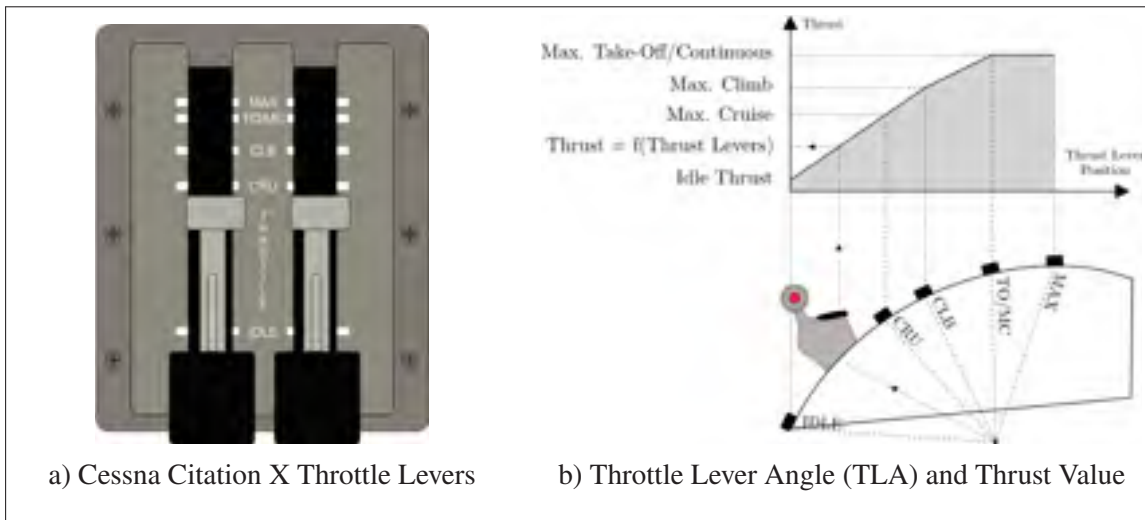 MAX
TO/MC
CLB
CRU
IDLE
a) Cessna Citation X Throttle Levers
Thrust
Max. Take-Off/Continuous
Max. Climb
Max. Cruise
Thrust = f(Thrust Levers)
Idle Thrust
Thrust Lever
Position
MAX
TO/MC
CLB
CRU
IDLE
b) Throttle Lever Angle (TLA) and Thrust Value